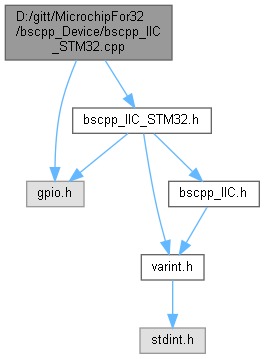 D:/gitt/MicrochipFor32
/bscpp_Device/bscpp_IIC
_STM32.cpp
bscpp_IIC_STM32.h
gpio.h
bscpp_IIC.h
varint.h
stdint.h